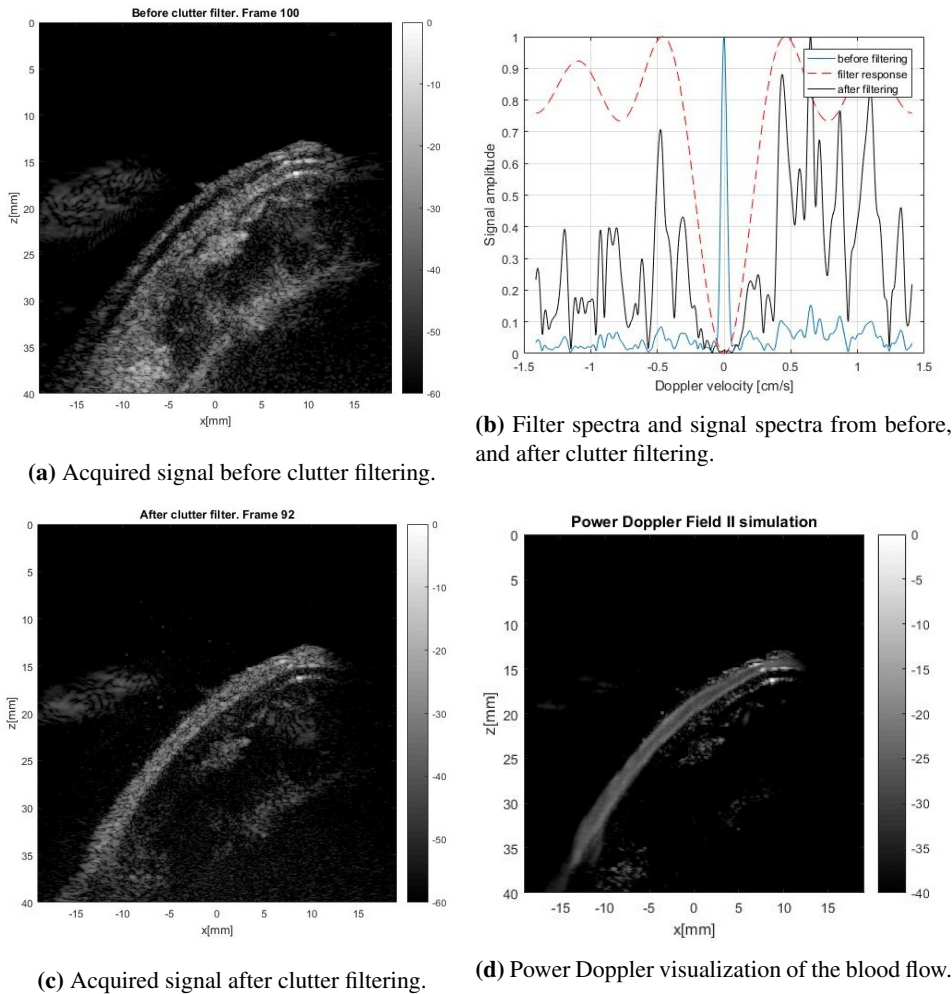 Before clutter filter. Frame 100
0
5
10
15
20
25
30
35
40
z[mm]
-15 -10 -5 0 5 10 15
x[mm]
0
-10
-20
-30
-40
-50
-60
(a) Acquired signal before clutter filtering.
1
0.9
0.8
0.7
0.6
0.5
0.4
0.3
0.2
0.1
0
Signal amplitude
before filtering
filter response
after filtering
-1.5 -1 -0.5 0 0.5 1 1.5
Doppler velocity [cm/s]
(b) Filter spectra and signal spectra from before,
and after clutter filtering.
After clutter filter. Frame 92
0
5
10
15
20
25
30
35
40
z[mm]
-15 -10 -5 0 5 10 15
x[mm]
0
-10
-20
-30
-40
-50
-60
(c) Acquired signal after clutter filtering.
Power Doppler Field II simulation
0
5
10
15
20
25
30
35
40
z[mm]
-15 -10 -5 0 5 10 15
x[mm]
0
-5
-10
-15
-20
-25
-30
-35
-40
(d) Power Doppler visualization of the blood flow.